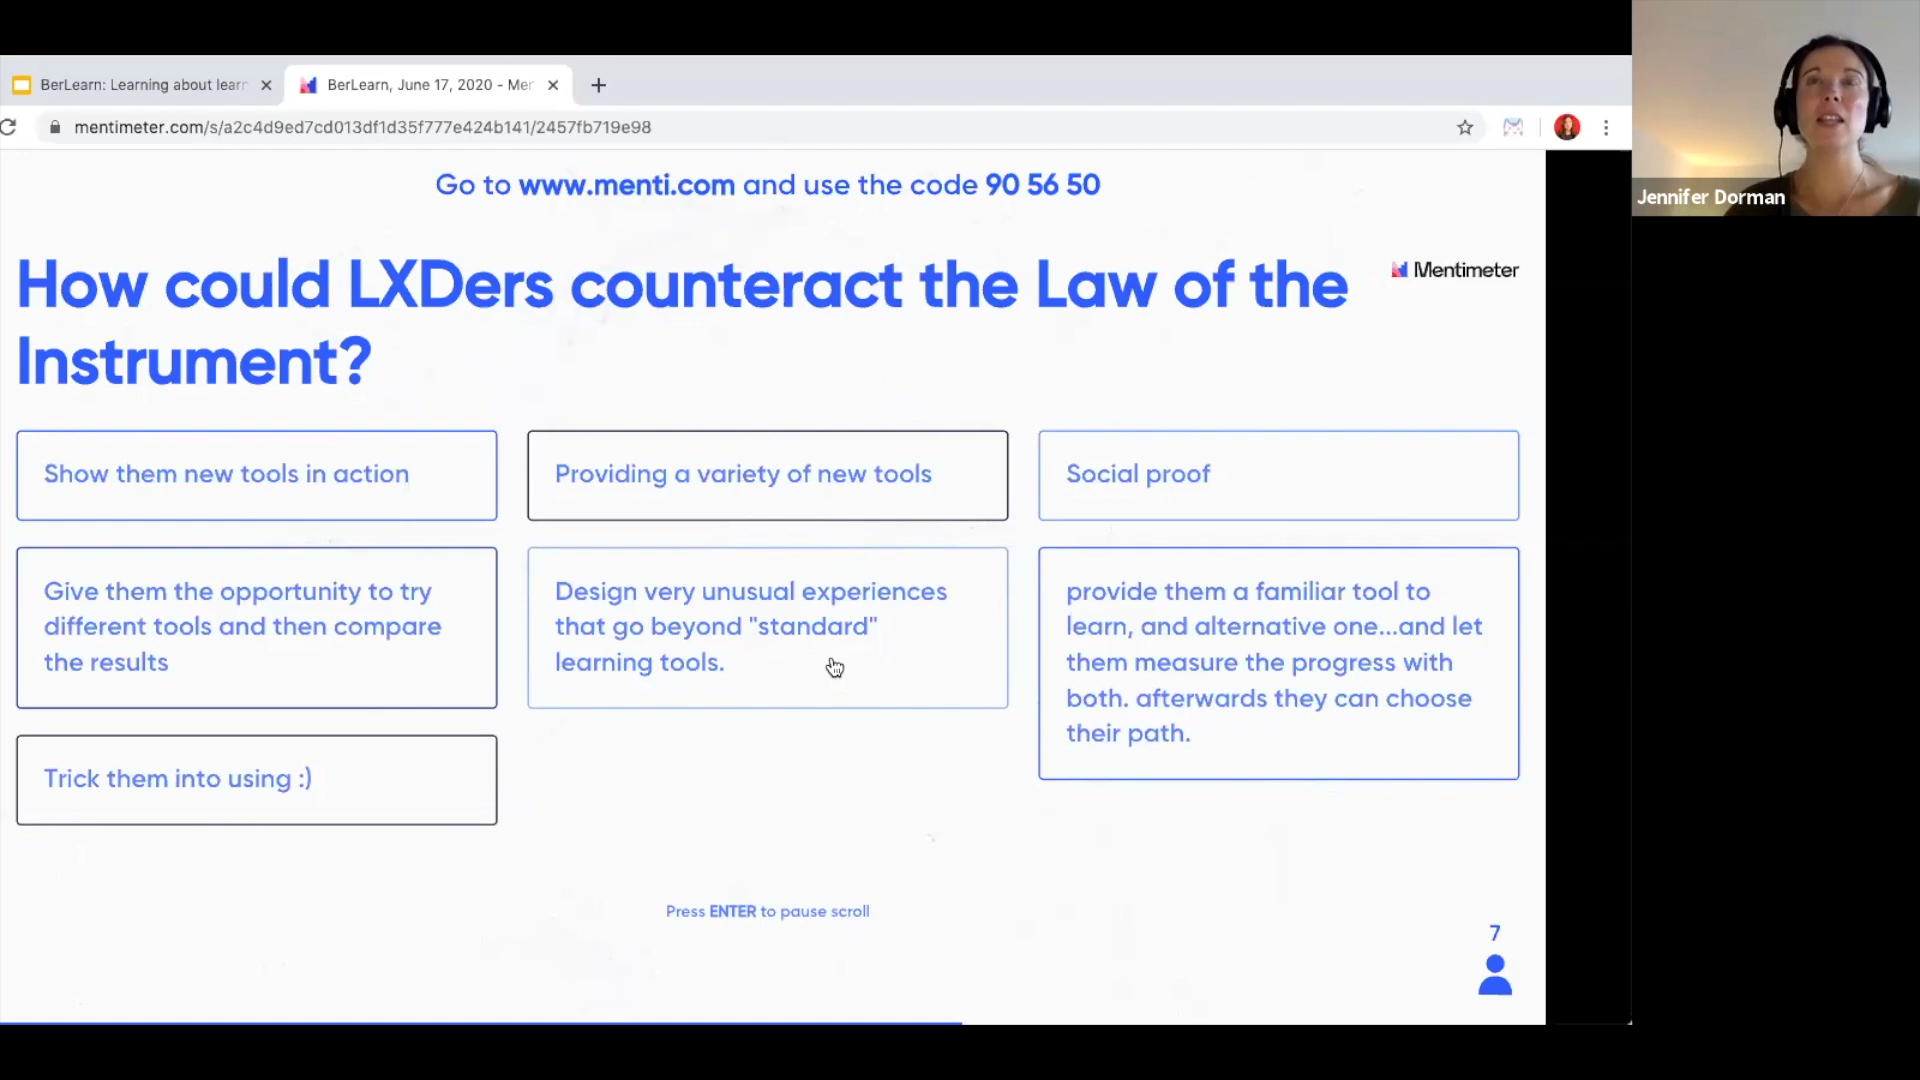 BerLearn: Learning about learn
BerLearn, June 17, 2020 - Men
mentimeter.com/s/a2c4d9ed7cd013df1d35f777e424b141/2457fb719e98
Jennifer Dorman
Go to www.menti.com and use the code 90 56 50
How could LXDers counteract the Law of the
Instrument?
Mentimeter
Show them new tools in action
Providing a variety of new tools
Social proof
Give them the opportunity to try
different tools and then compare
the results
Design very unusual experiences
that go beyond "standard"
learning tools.
provide them a familiar tool to
learn, and alternative one...and let
them measure the progress with
both. afterwards they can choose
their path.
Trick them into using :)
Press ENTER to pause scroll
7